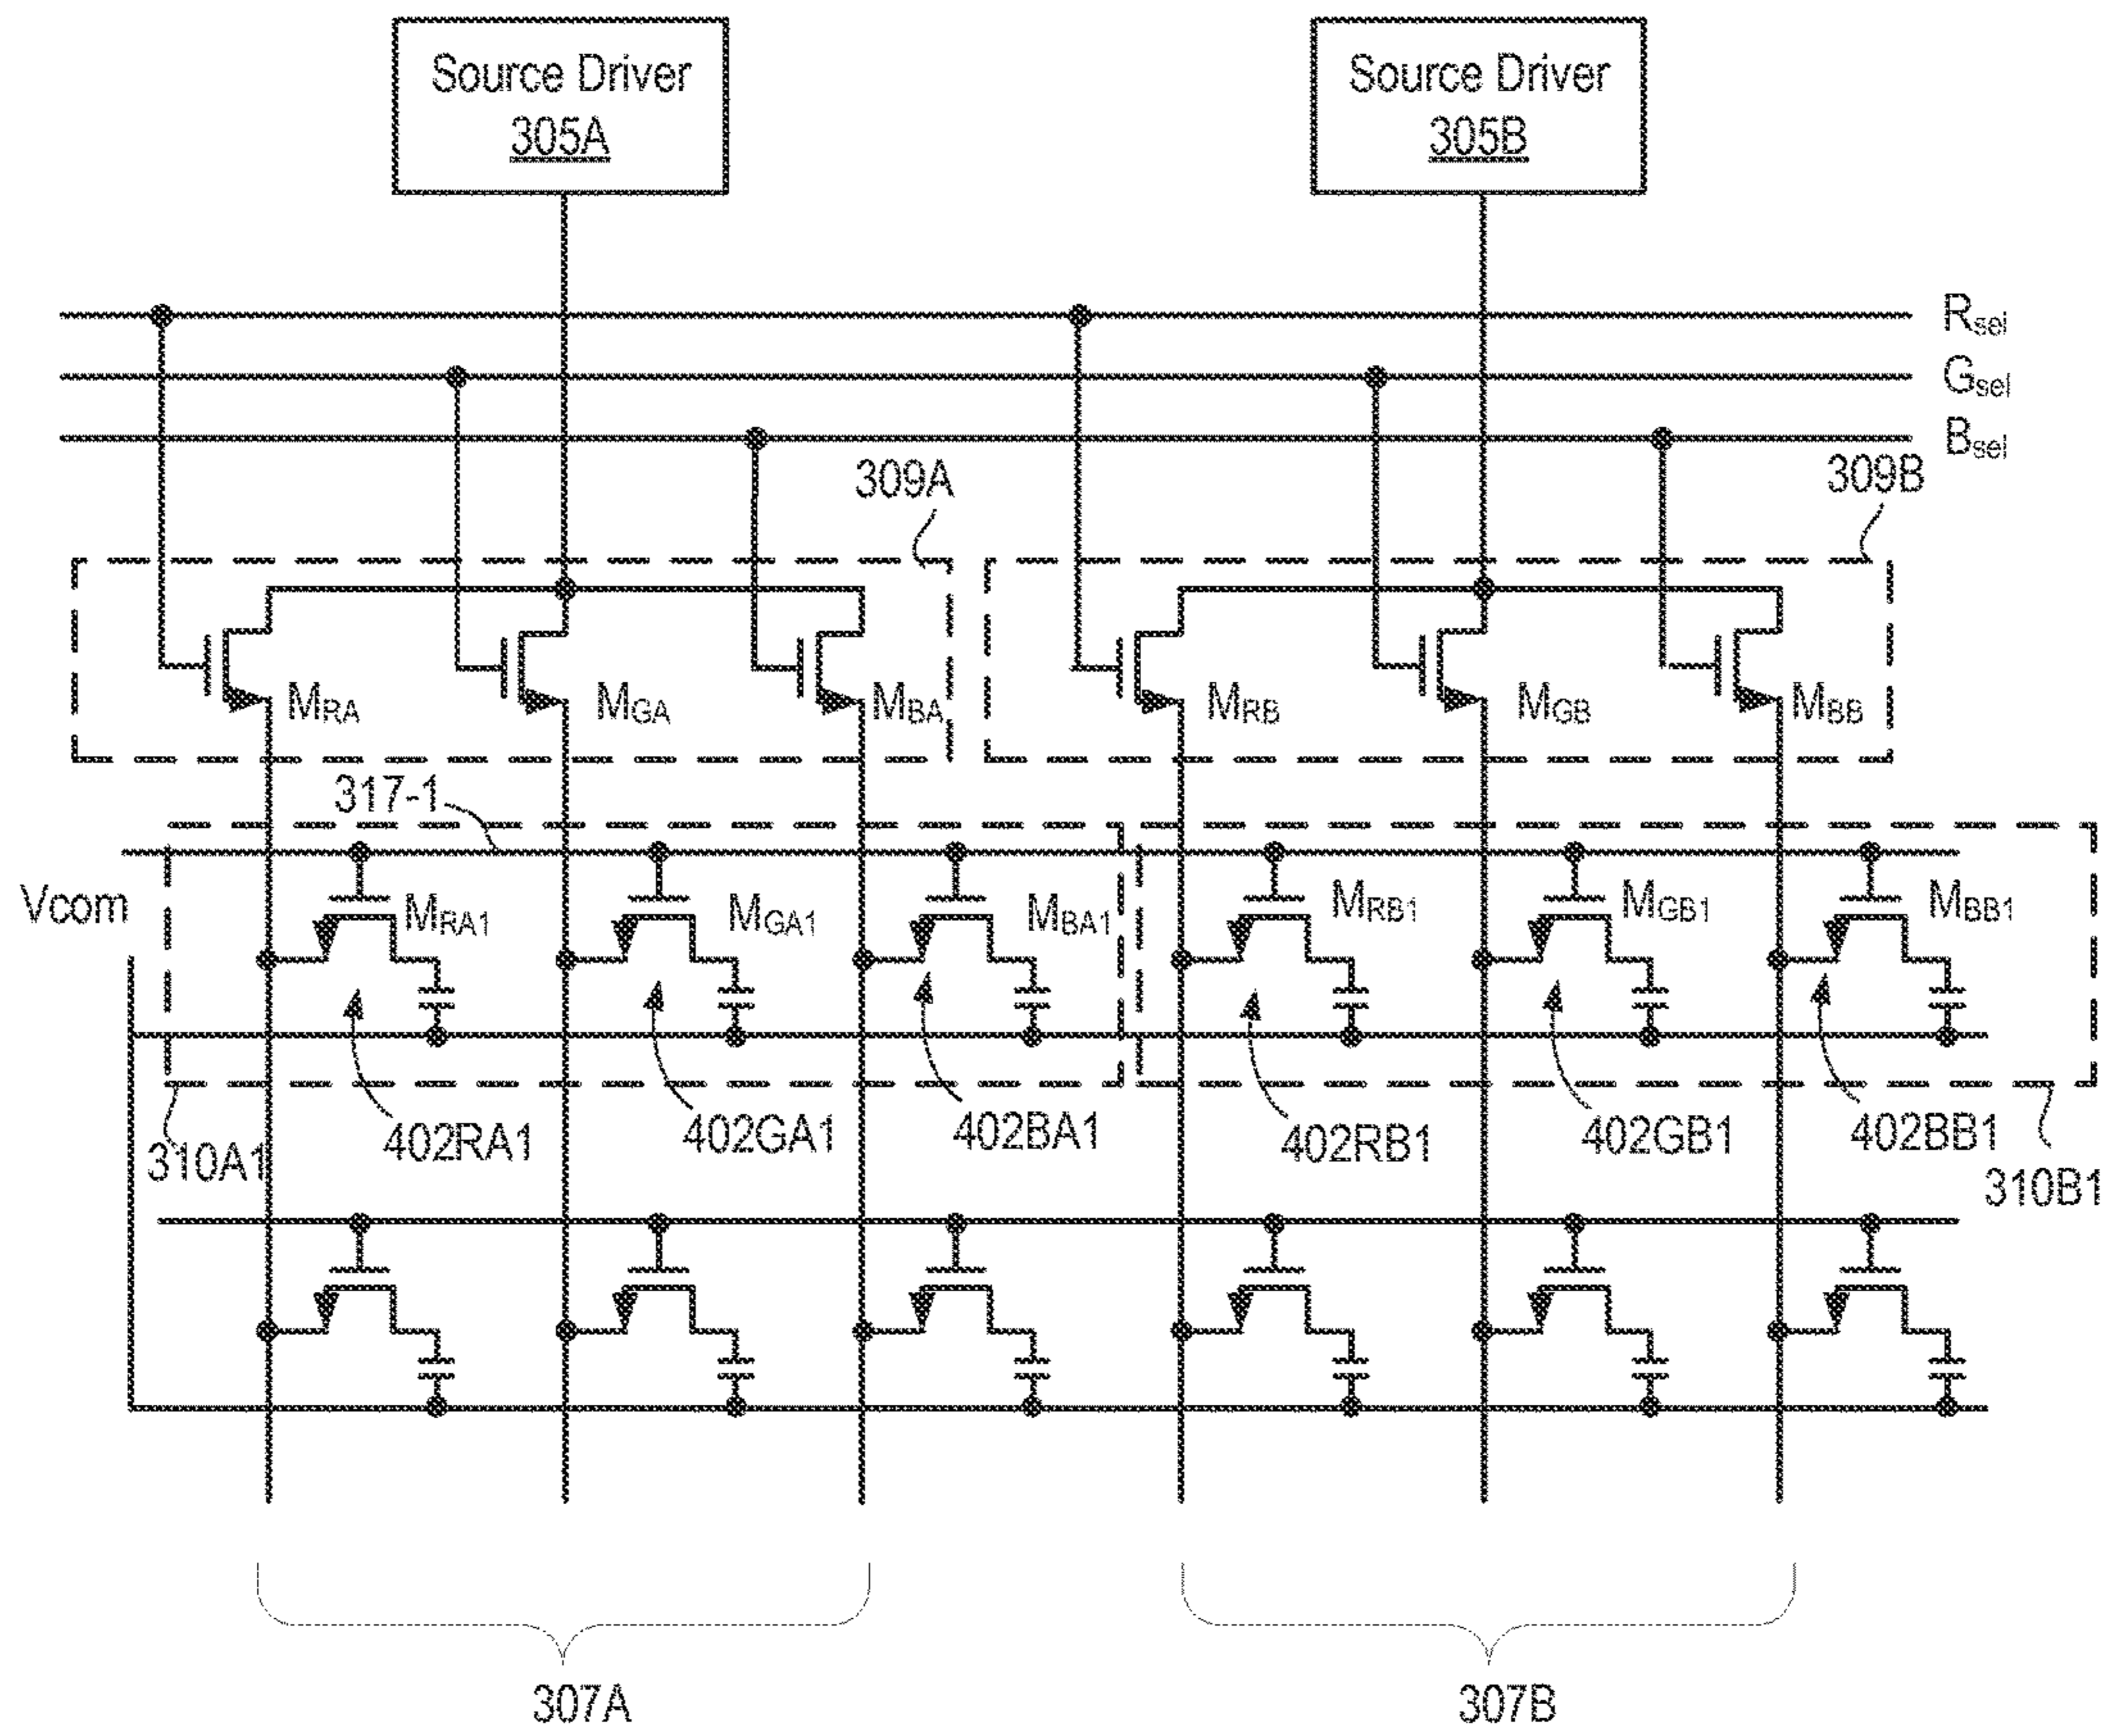 Source Driver
305A
Source Driver
305B
Rsel
Gsel
Bsel
309A
309B
MRA
MGA
MBA
MRB
MGB
MBB
317-1
Vcom
MRA1
MGA1
MBA1
MRB1
MGB1
MBB1
402RA1
402GA1
402BA1
402RB1
402GB1
402BB1
310A1
310B1
307A
307B